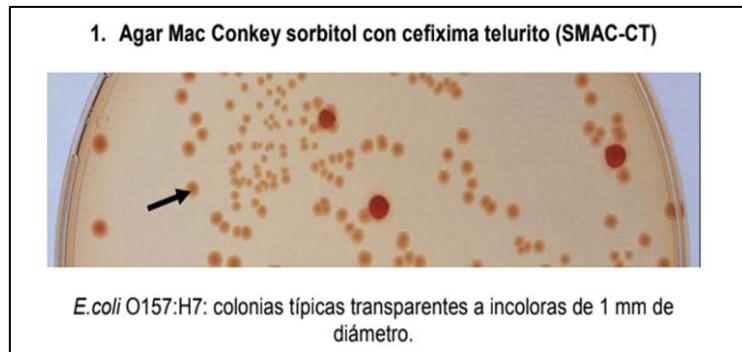 1. Agar Mac Conkey sorbitol con cefixima telurito (SMAC-CT)
E.coli O157:H7: colonias típicas transparentes a incoloras de 1 mm de
diámetro.